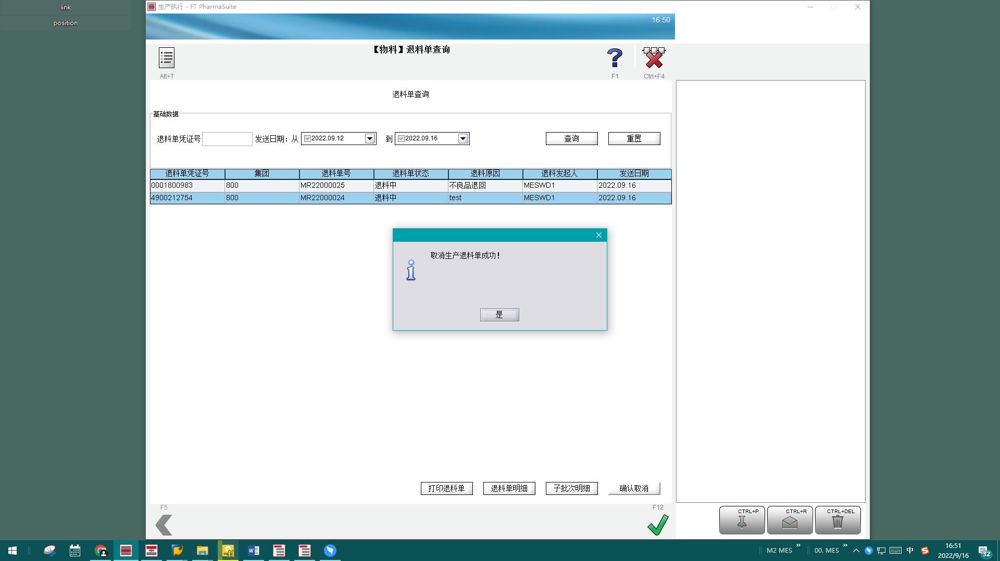 link
position
生产执行 - FT PharmaSuite
16:50
【物料】退料单查询
Alt+T
F1
Ctrl+F4
退料单查询
基础数据
退料单凭证号 发送日期：从 2022.09.12 到 2022.09.16 查询 重置
退料单凭证号 集团 退料单号 退料单状态 退料原因 退料发起人 发送日期
0001800983 800 MR22000025 退料中 不良品退回 MESWD1 2022.09.16
4900212754 800 MR22000024 退料中 test MESWD1 2022.09.16
取消生产退料单成功！
是
打印退料单 退料单明细 子批次明细 确认取消
F5
F12
CTRL+P CTRL+R CTRL+DEL
M2 MES
00. MES
中
16:51
2022/9/16
32